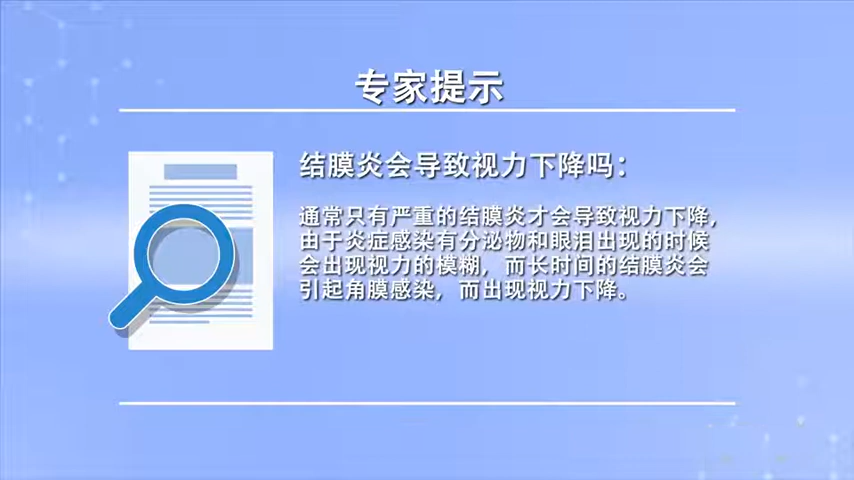 专家提示
结膜炎会导致视力下降吗：
通常只有严重的结膜炎才会导致视力下降，
由于炎症感染有分泌物和眼泪出现的时候
会出现视力的模糊，而长时间的结膜炎会
引起角膜感染，而出现视力下降。